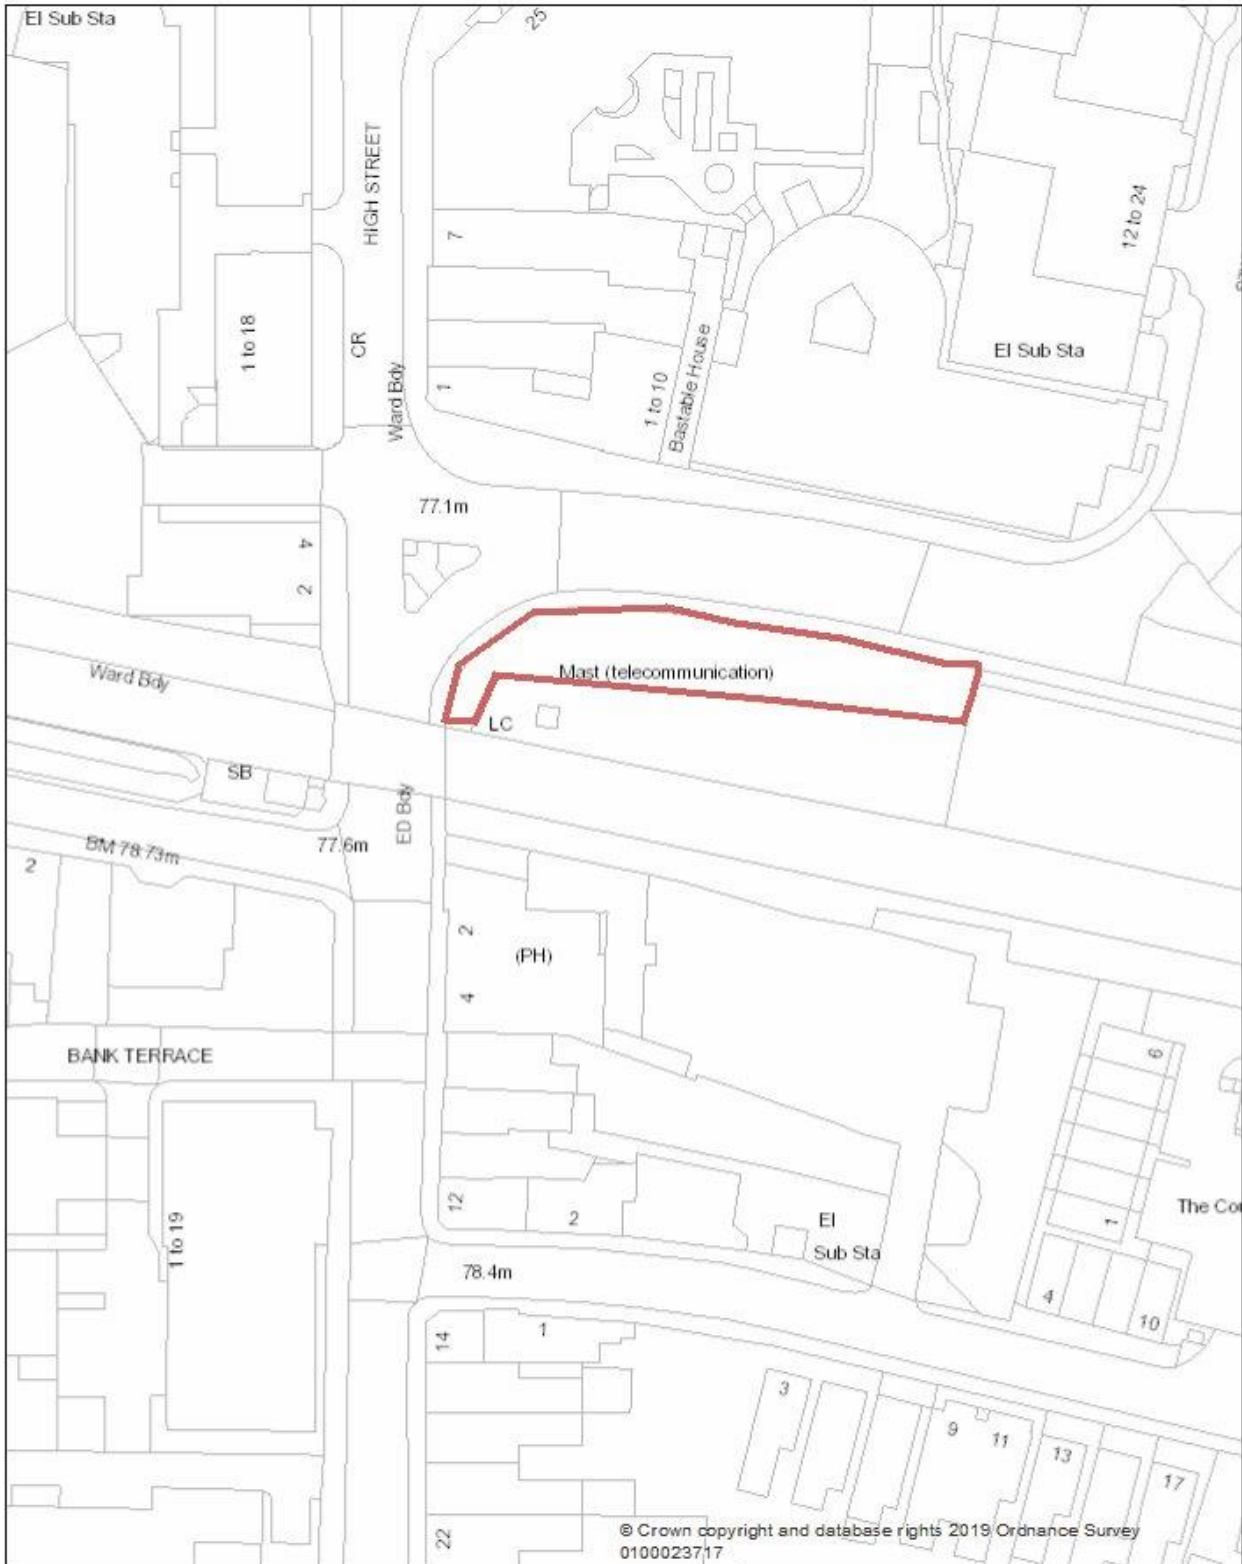 El Sub Sta
25
HIGH STREET
7
12 to 24
1 to 18
CR
Ward Bdy
1
1 to 10
Bastable House
El Sub Sta
77.1m
4
2
Mast (telecommunication)
Ward Bdy
LC
SB
ED Bdy
77.6m
BM 78.73m
2
2
(PH)
4
BANK TERRACE
6
12
2
El
Sub Sta
1
The Cou
1 to 19
78.4m
4
10
14
1
3
9
11
13
17
22
© Crown copyright and database rights 2019 Ordnance Survey
0100023717